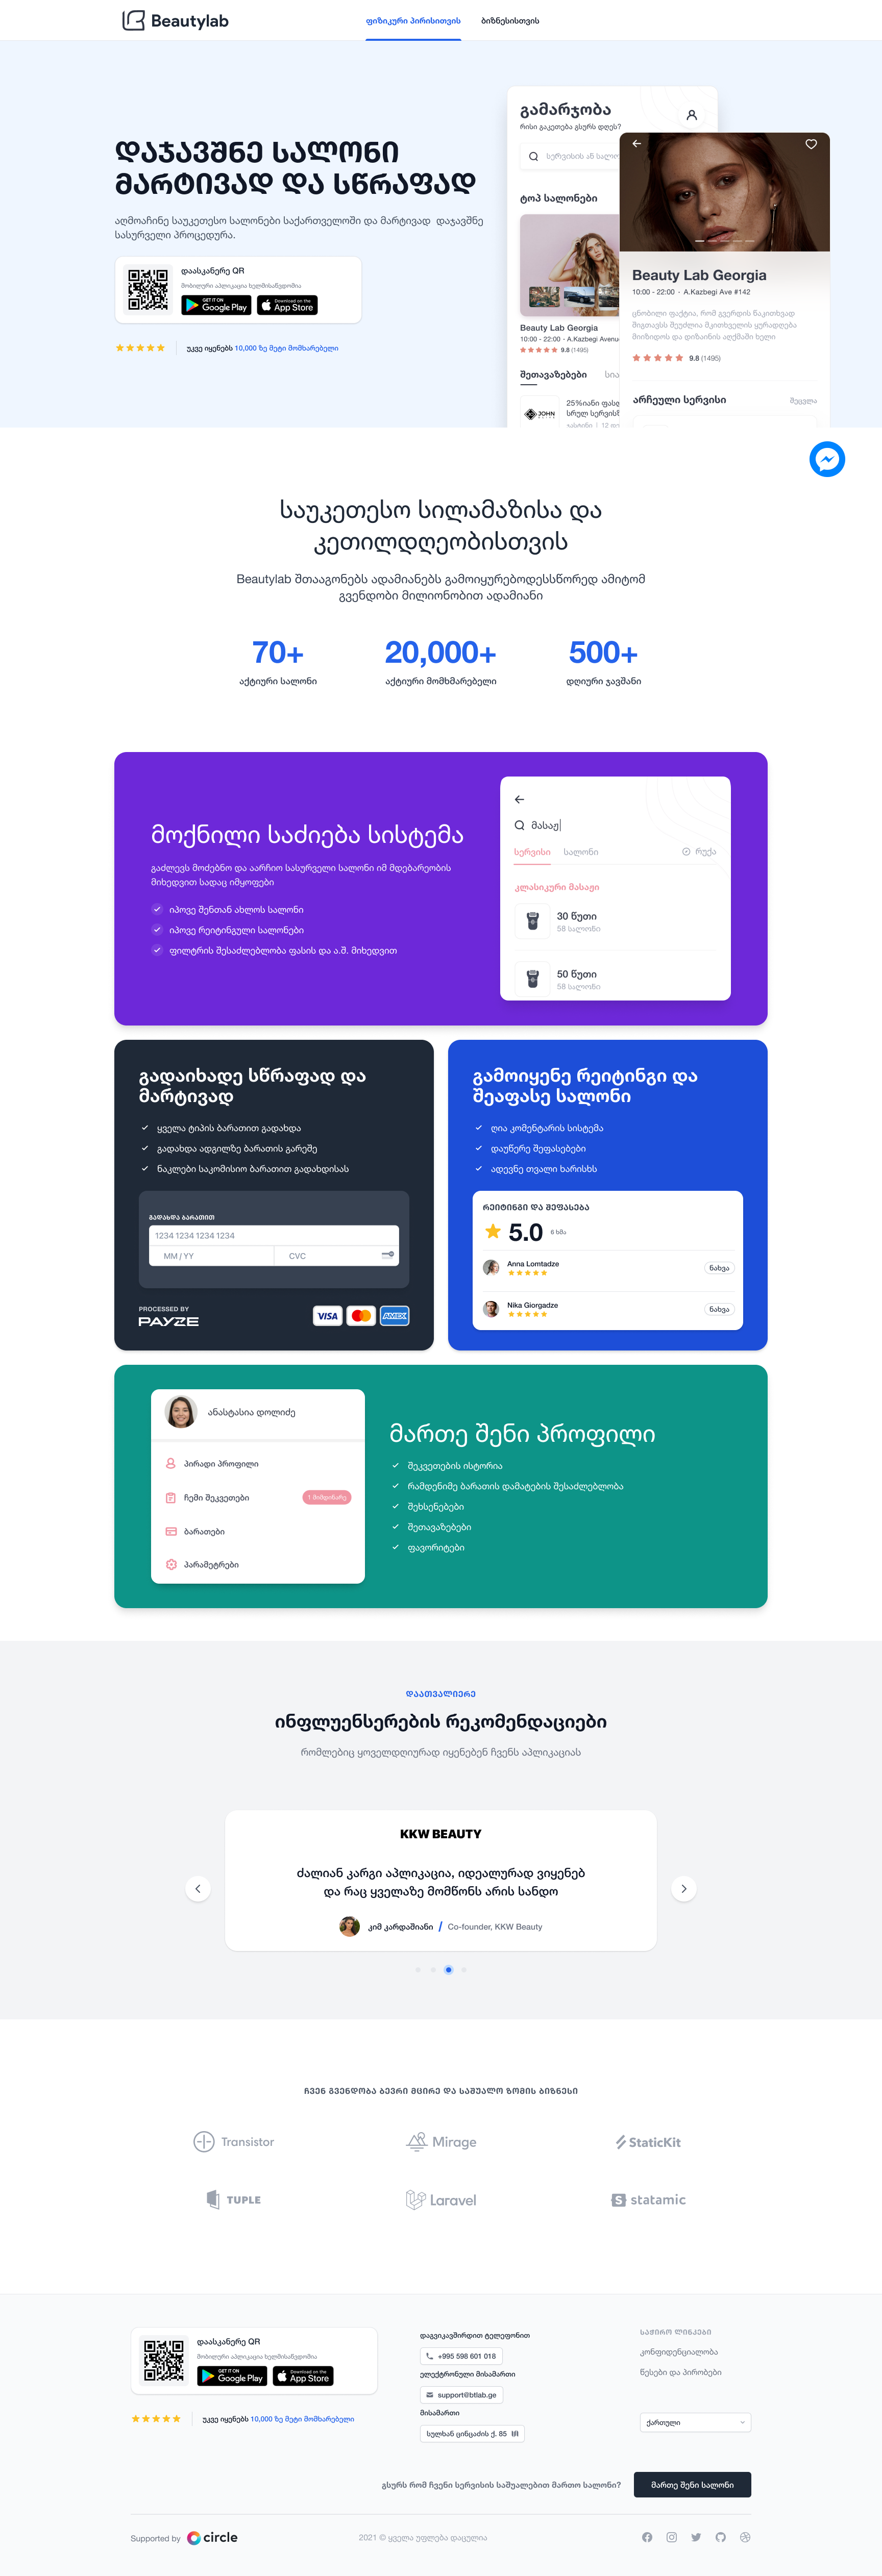 Beautylab
ფიზიკური პირისითვის
ბიზნესისთვის
დაჯავშნე სალონი
მარტივად და სწრაფად
აღმოაჩინე საუკეთესო სალონები საქართველოში და მარტივად დაჯავშნე
სასურველი პროცედურა.
დაასკანერე QR
მობილური აპლიკაცია ხელმისაწვდომია
GET IT ON
Google Play
Download on the
App Store
უკვე იყენებს 10,000 ზე მეტი მომხარებელი
გამარჯობა
რისი გაკეთება გსურს დღეს?
სერვისის ან სალო
ტოპ სალონები
Beauty Lab Georgia
10:00 - 22:00 - A.Kazbegi Avenu
9.8 (1495)
შეთავაზებები
სია
JOHN
25%იანი ფასდ
სრულ სერვისზ
Beauty Lab Georgia
10:00 - 22:00 - A.Kazbegi Ave #142
ცნობილი ფაქტია, რომ გვერდის წაკითხვად
შიგთავსს შეუძლია მკითხველის ყურადღება
მიიზიდოს და დიზაინის აღქმაში ხელი
9.8 (1495)
არჩეული სერვისი
შეცვლა
საუკეთესო სილამაზისა და
კეთილდღეობისთვის
Beautylab შთააგონებს ადამიანებს გამოიყურებოდესსწორედ ამიტომ
გვენდობი მილიონობით ადამიანი
70+
20,000+
500+
აქტიური სალონი
აქტიური მომხმარებელი
დღიური ჯავშანი
მოქნილი საძიება სისტემა
გაძლევს მოძებნო და აარჩიო სასურველი სალონი იმ მდებარეობის
მიხედვით სადაც იმყოფები
იპოვე შენთან ახლოს სალონი
იპოვე რეიტინგული სალონები
ფილტრის შესაძლებლობა ფასის და ა.შ. მიხედვით
მასაჟ
სერვისი
სალონი
რუქა
კლასიკური მასაჟი
30 წუთი
58 სალონი
50 წუთი
58 სალონი
გადაიხადე სწრაფად და
მარტივად
ყველა ტიპის ბარათით გადახდა
გადახდა ადგილზე ბარათის გარეშე
ნაკლები საკომისიო ბარათით გადახდისას
გადახდა ბარათით
1234 1234 1234 1234
MM / YY
CVC
PROCESSED BY
PAYZE
VISA
AMEX
გამოიყენე რეიტინგი და
შეაფასე სალონი
ღია კომენტარის სისტემა
დაუწერე შეფასებები
ადევნე თვალი ხარისხს
რეიტინგი და შეფასება
5.0
6 ხმა
Anna Lomtadze
ნახვა
Nika Giorgadze
ნახვა
ანასტასია დოლიძე
პირადი პროფილი
ჩემი შეკვეთები
1 მიმდინარე
ბარათები
პარამეტრები
მართე შენი პროფილი
შეკვეთების ისტორია
რამდენიმე ბარათის დამატების შესაძლებლობა
შეხსენებები
შეთავაზებები
ფავორიტები
დაათვალიერე
ინფლუენსერების რეკომენდაციები
რომლებიც ყოველდღიურად იყენებენ ჩვენს აპლიკაციას
KKW BEAUTY
ძალიან კარგი აპლიკაცია, იდეალურად ვიყენებ
და რაც ყველაზე მომწონს არის სანდო
კიმ კარდაშიანი / Co-founder, KKW Beauty
ჩვენ გვენდობა ბევრი მცირე და საშუალო ზომის ბიზნესი
Transistor
Mirage
StaticKit
TUPLE
Laravel
statamic
დაასკანერე QR
მობილური აპლიკაცია ხელმისაწვდომია
GET IT ON
Google Play
Download on the
App Store
უკვე იყენებს 10,000 ზე მეტი მომხარებელი
დაგვიკავშირდით ტელეფონით
+995 598 601 018
ელექტრონული მისამართი
support@btlab.ge
მისამართი
სულხან ცინცაძის ქ. 85
საჭირო ლინკები
კონფიდენციალობა
წესები და პირობები
ქართული
გსურს რომ ჩვენი სერვისის საშუალებით მართო სალონი?
მართე შენი სალონი
Supported by circle
2021 © ყველა უფლება დაცულია